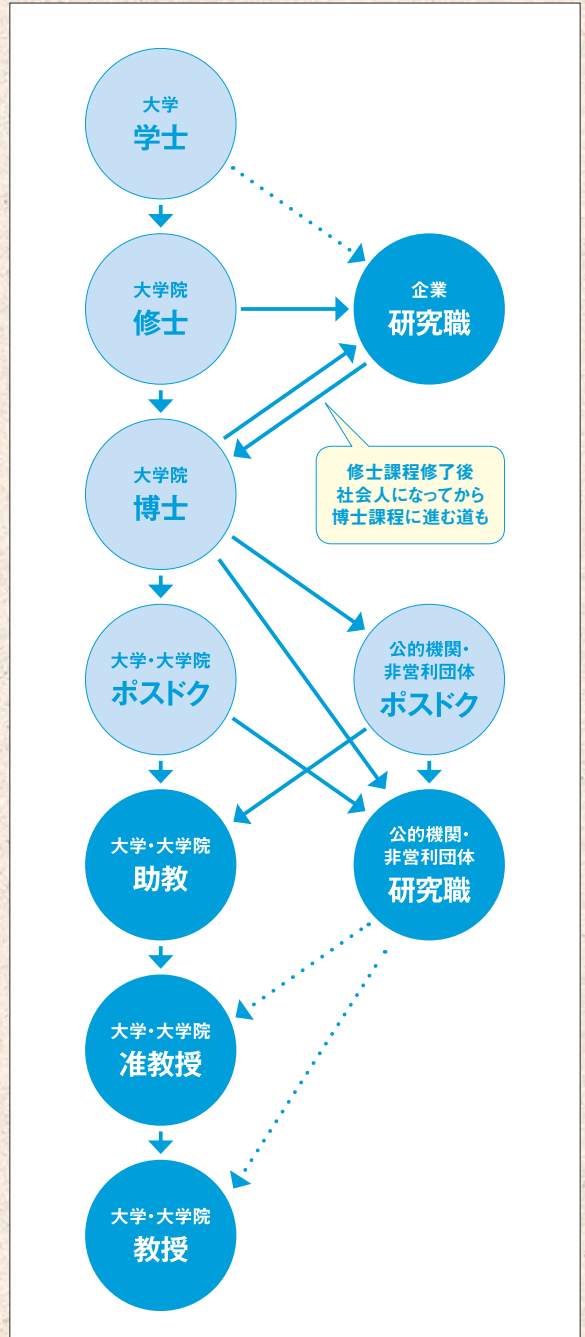 大学
学士
大学院
修士
企業
研究職
大学院
博士
修士課程修了後
社会人になってから
博士課程に進む道も
大学・大学院
ポスドク
公的機関・
非営利団体
ポスドク
大学・大学院
助教
公的機関・
非営利団体
研究職
大学・大学院
准教授
大学・大学院
教授